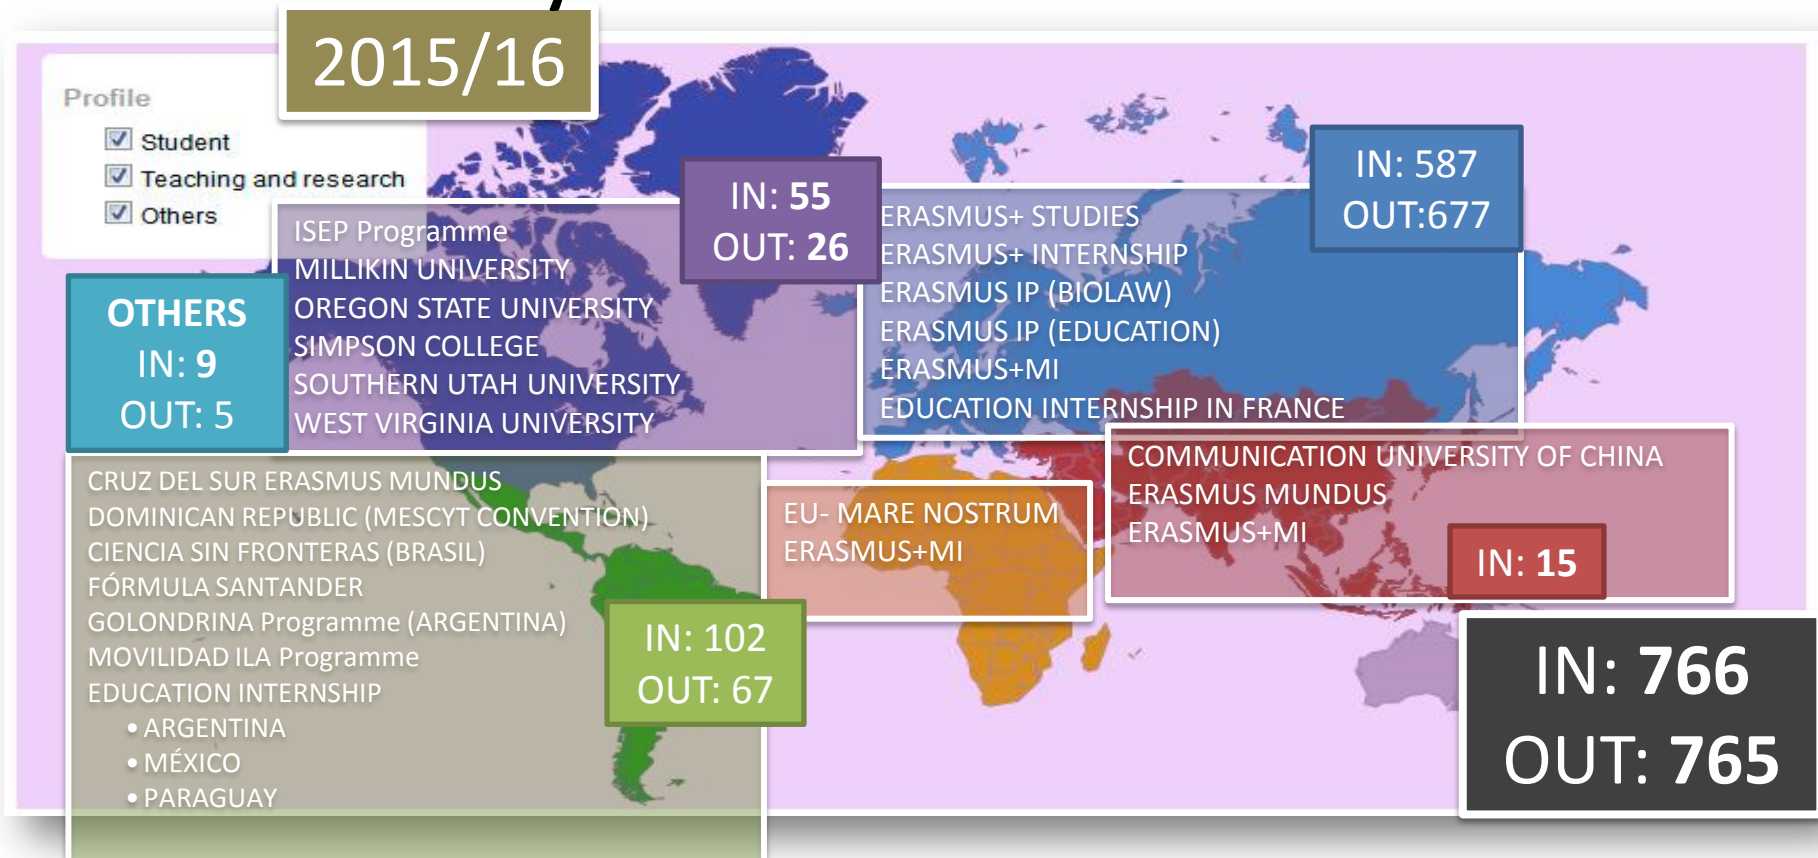 2015/16
Profile
Student
Teaching and research
Others
ISEP Programme
MILLIKIN UNIVERSITY
OREGON STATE UNIVERSITY
SIMPSON COLLEGE
SOUTHERN UTAH UNIVERSITY
WEST VIRGINIA UNIVERSITY
IN: 55
OUT: 26
ERASMUS+ STUDIES
ERASMUS+ INTERNSHIP
ERASMUS IP (BIOLAW)
ERASMUS IP (EDUCATION)
ERASMUS+MI
EDUCATION INTERNSHIP IN FRANCE
IN: 587
OUT:677
OTHERS
IN: 9
OUT: 5
CRUZ DEL SUR ERASMUS MUNDUS
DOMINICAN REPUBLIC (MESCYT CONVENTION)
CIENCIA SIN FRONTERAS (BRASIL)
FÓRMULA SANTANDER
GOLONDRINA Programme (ARGENTINA)
MOVILIDAD ILA Programme
EDUCATION INTERNSHIP
• ARGENTINA
• MÉXICO
• PARAGUAY
IN: 102
OUT: 67
EU- MARE NOSTRUM
ERASMUS+MI
COMMUNICATION UNIVERSITY OF CHINA
ERASMUS MUNDUS
ERASMUS+MI
IN: 15
IN: 766
OUT: 765